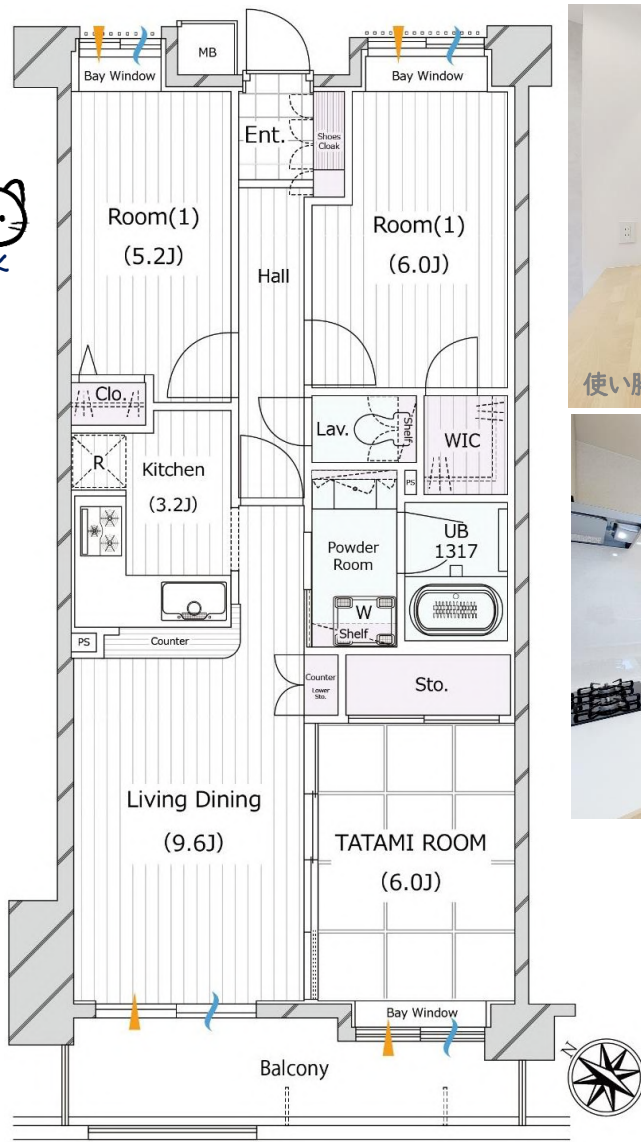 MB
Bay Window
Bay Window
Ent.
Shoes
Cloak
Room(1)
(5.2J)
Room(1)
(6.0J)
Hall
Clo.
Lav.
Shelf
WIC
R
Kitchen
(3.2J)
PS
UB
1317
Powder
Room
W
Shelf
PS
Counter
Counter
Lower
Sto.
Sto.
Living Dining
(9.6J)
TATAMI ROOM
(6.0J)
Bay Window
Balcony
N
使い